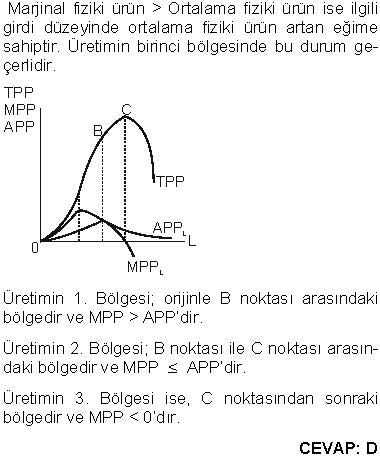 Marjinal fiziki ürün > Ortalama fiziki ürün ise ilgili
girdi düzeyinde ortalama fiziki ürün artan eğime
sahiptir. Üretimin birinci bölgesinde bu durum ge-
çerlidir.
TPP
MPP
APP
B
C
TPP
APPL
0
L
MPPL
Üretimin 1. Bölgesi; orijinle B noktası arasındaki
bölgedir ve MPP > APP'dir.
Üretimin 2. Bölgesi; B noktası ile C noktası arasın-
daki bölgedir ve MPP ≤ APP'dir.
Üretimin 3. Bölgesi ise, C noktasından sonraki
bölgedir ve MPP < 0'dır.
CEVAP: D